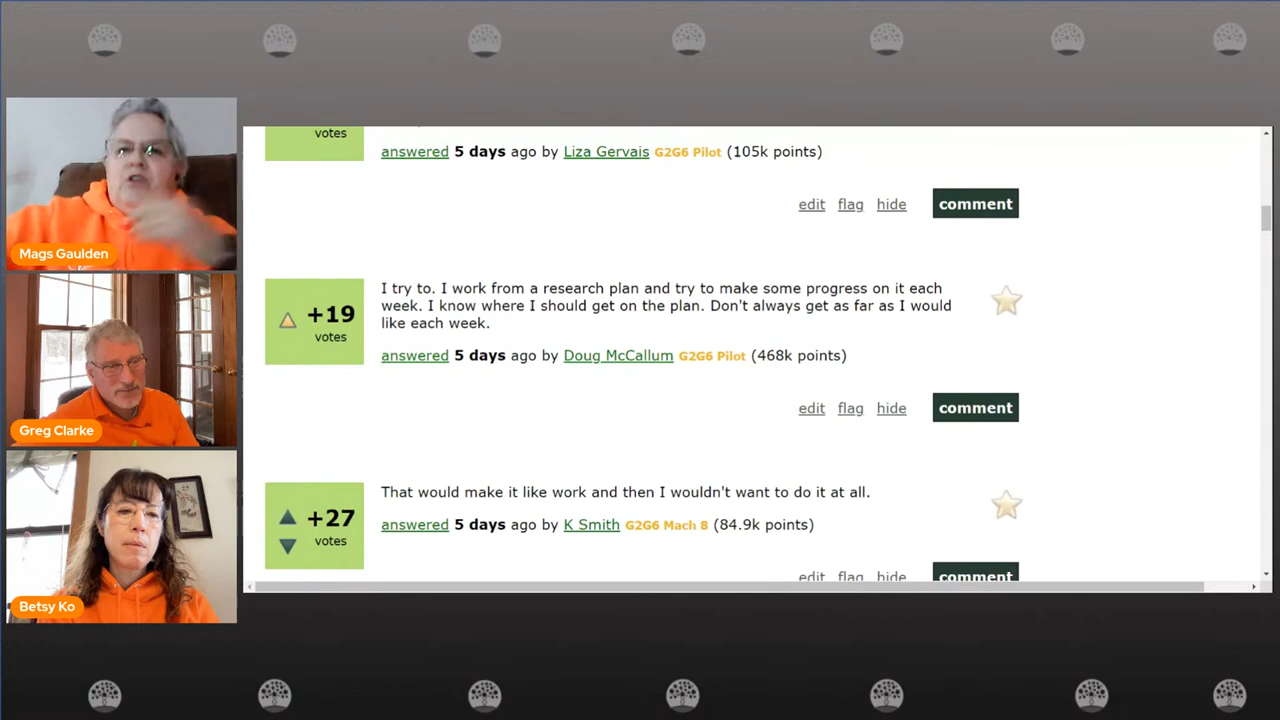 Mags Gaulden
Greg Clarke
Betsy Ko
votes
answered 5 days ago by Liza Gervais G2G6 Pilot (105k points)
edit flag hide comment
+19
votes
I try to. I work from a research plan and try to make some progress on it each
week. I know where I should get on the plan. Don't always get as far as I would
like each week.
answered 5 days ago by Doug McCallum G2G6 Pilot (468k points)
edit flag hide comment
+27
votes
That would make it like work and then I wouldn't want to do it at all.
answered 5 days ago by K Smith G2G6 Mach 8 (84.9k points)
edit flag hide comment